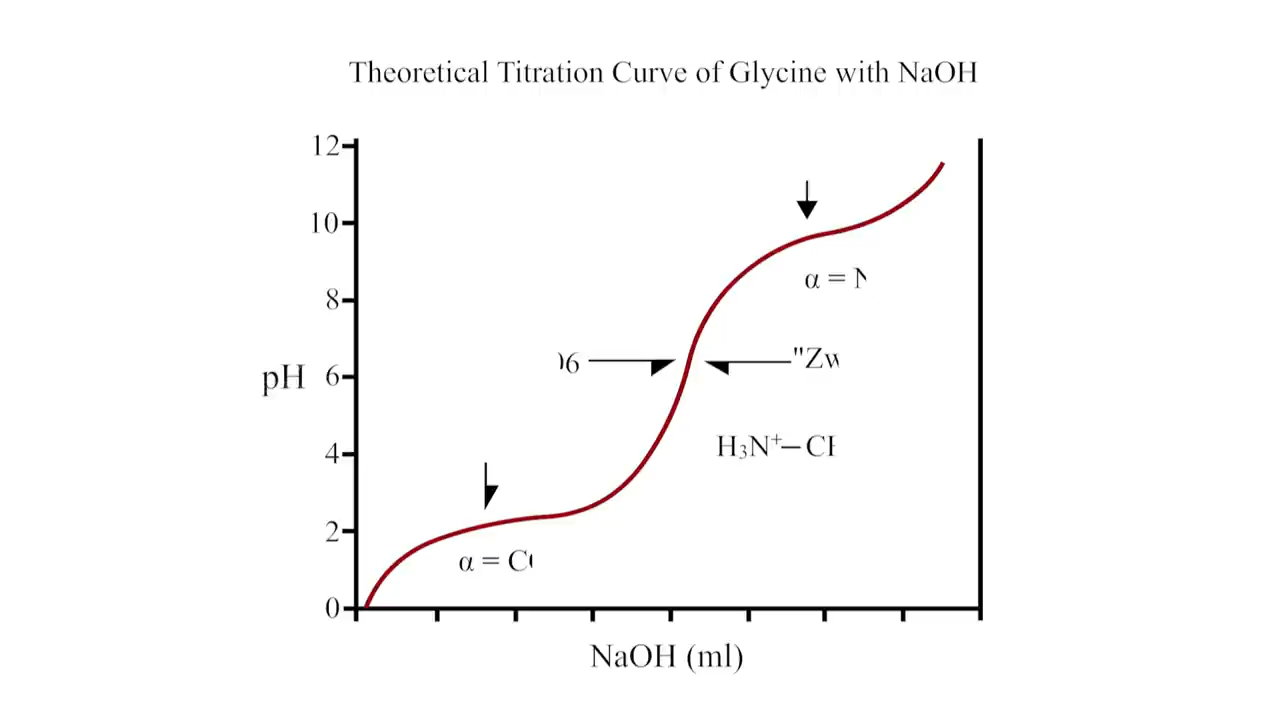 Theoretical Titration Curve of Glycine with NaOH
12
10
α = N
8
6
"Zw
pH 6
H₃N⁺—CH
4
2
α = C
0
NaOH (ml)